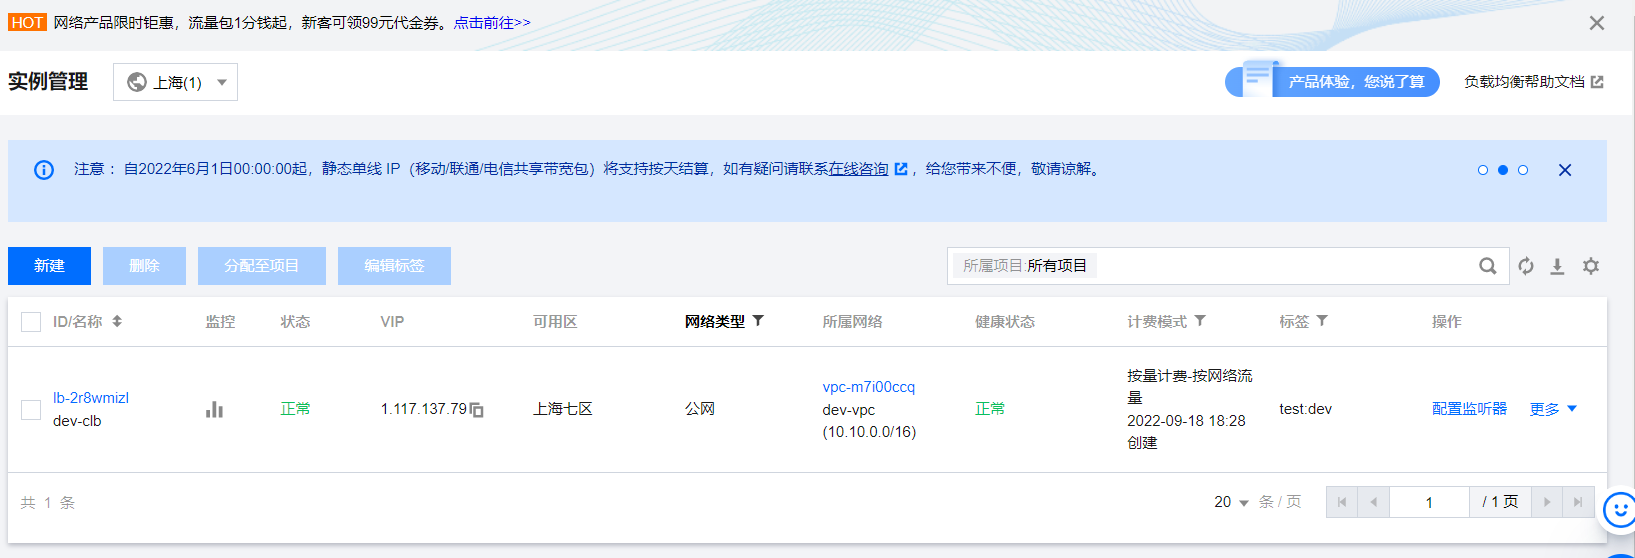 HOT 网络产品限时钜惠，流量包1分钱起，新客可领99元代金券。点击前往>>
实例管理 上海(1) 产品体验，您说了算 负载均衡帮助文档
注意： 自2022年6月1日00:00:00起，静态单线 IP（移动/联通/电信共享带宽包）将支持按天结算，如有疑问请联系在线咨询 ，给您带来不便，敬请谅解。
新建 删除 分配至项目 编辑标签 所属项目:所有项目
ID/名称 监控 状态 VIP 可用区 网络类型 所属网络 健康状态 计费模式 标签 操作
lb-2r8wmizl
dev-clb
正常
1.117.137.79
上海七区
公网
vpc-m7i00ccq
dev-vpc
(10.10.0.0/16)
正常
按量计费-按网络流
量
2022-09-18 18:28
创建
test:dev
配置监听器 更多
共 1 条 20 条 / 页 1 / 1 页